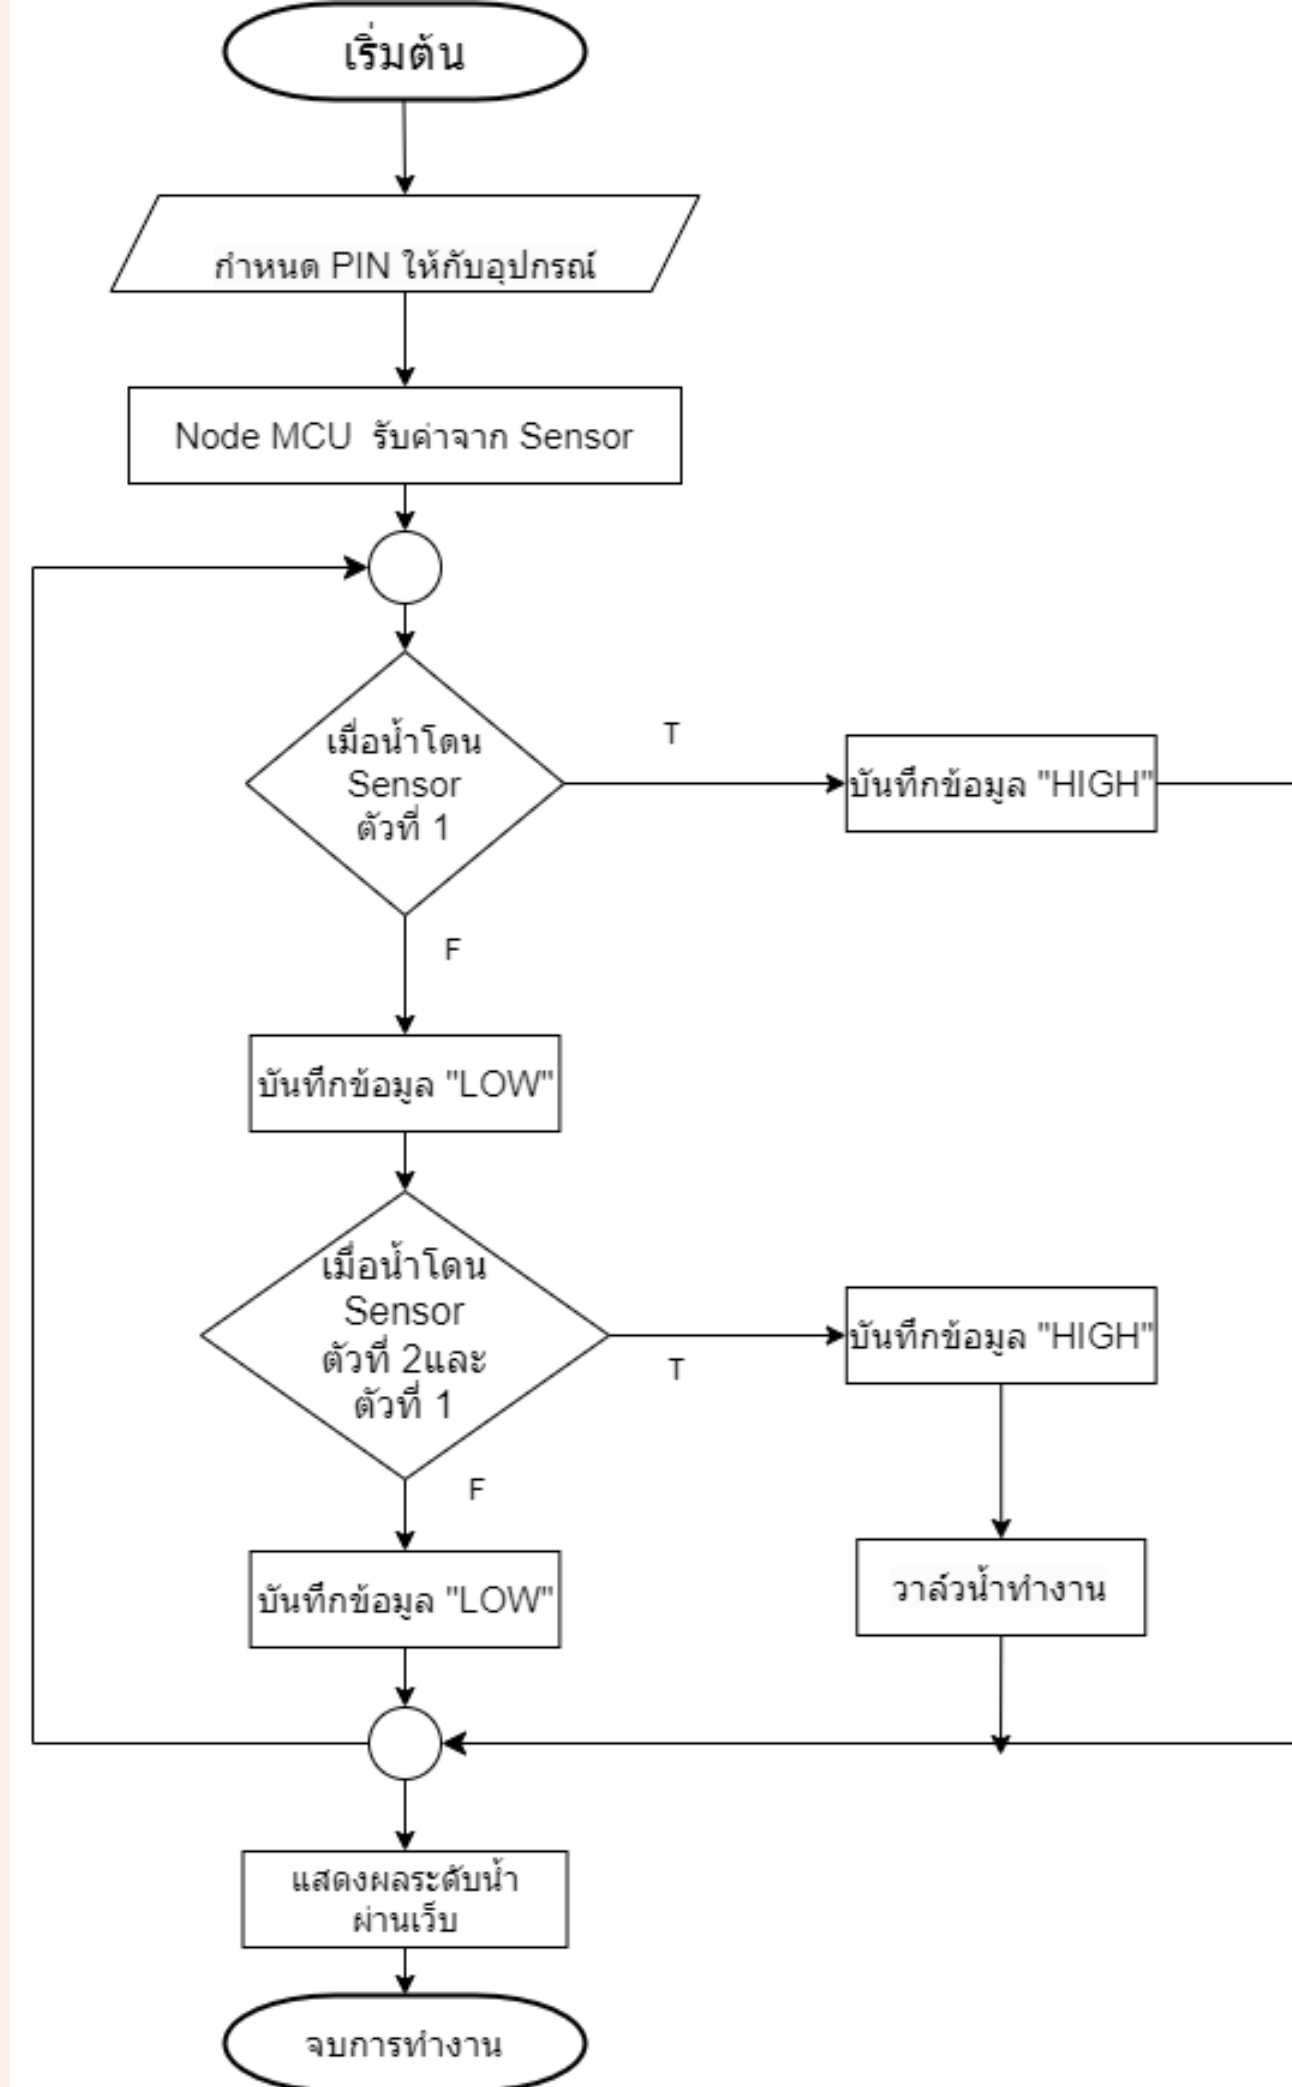 เริ่มต้น
กำหนด PIN ให้กับอุปกรณ์
Node MCU รับค่าจาก Sensor
เมื่อน้ำโดน
Sensor
ตัวที่ 1
T
บันทึกข้อมูล "HIGH"
F
บันทึกข้อมูล "LOW"
เมื่อน้ำโดน
Sensor
ตัวที่ 2และ
ตัวที่ 1
T
บันทึกข้อมูล "HIGH"
F
บันทึกข้อมูล "LOW"
วาล์วน้ำทำงาน
แสดงผลระดับน้ำ
ผ่านเว็บ
จบการทำงาน